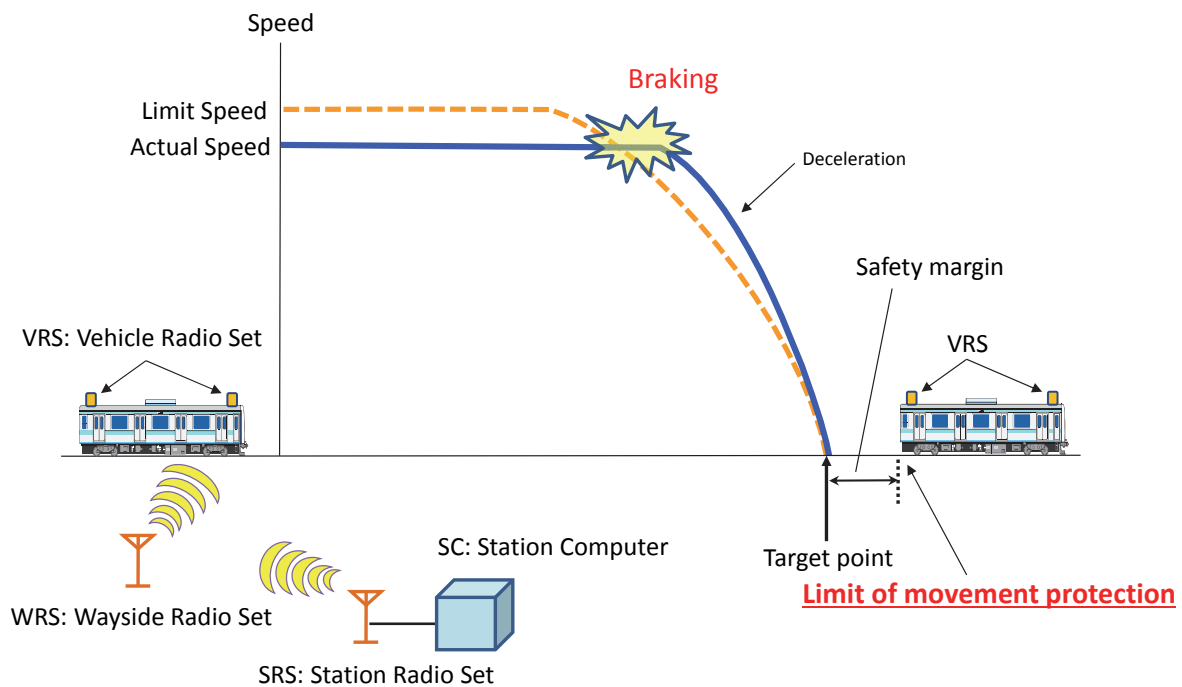 Speed
Braking
Limit Speed
Actual Speed
Deceleration
Safety margin
VRS: Vehicle Radio Set
VRS
SC: Station Computer
Target point
Limit of movement protection
WRS: Wayside Radio Set
SRS: Station Radio Set